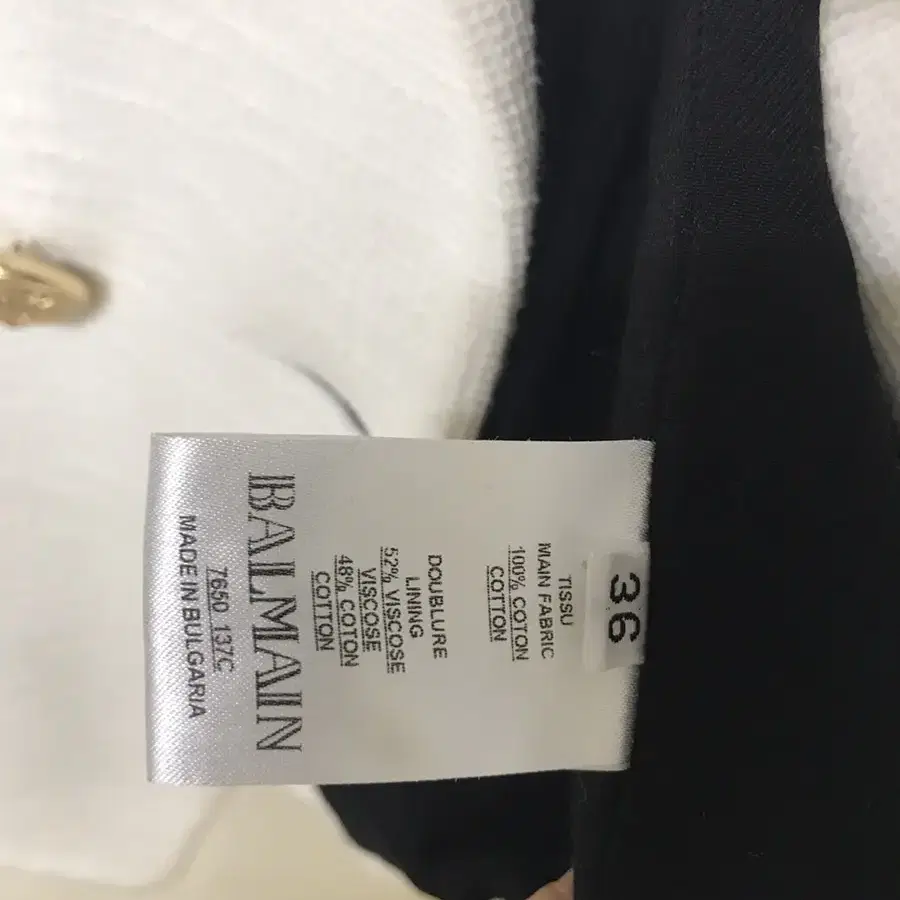 36
TISSU
MAIN FABRIC
100% COTON
COTTON
DOUBLURE
LINING
52% VISCOSE
VISCOSE
48% COTON
COTTON
BALMAIN
7650 137C
MADE IN BULGARIA